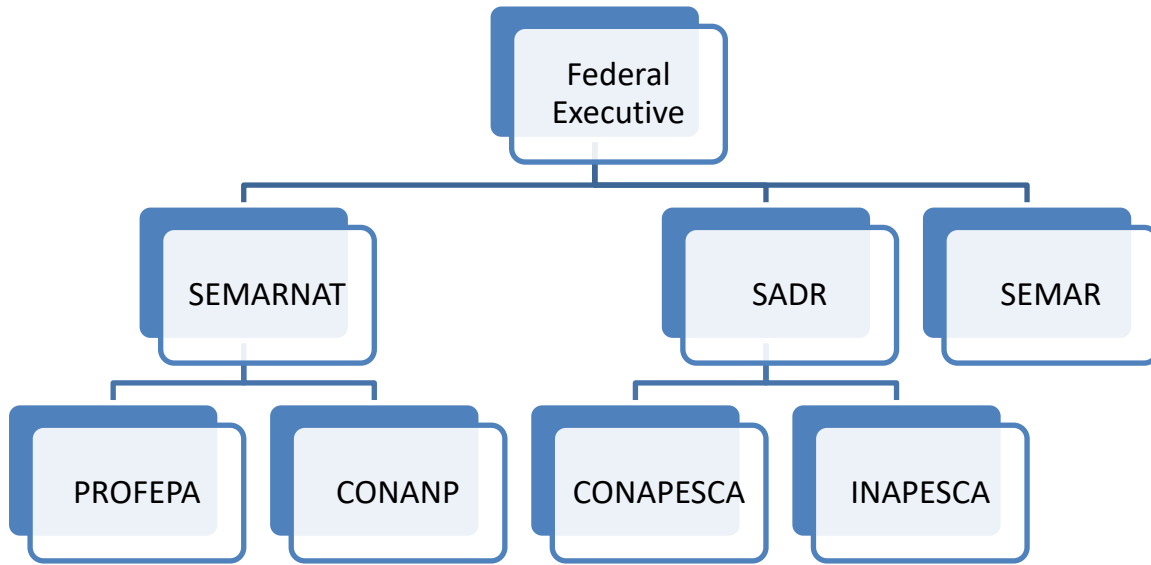 Federal
Executive
SEMARNAT
SADR
SEMAR
PROFEPA
CONANP
CONAPESCA
INAPESCA